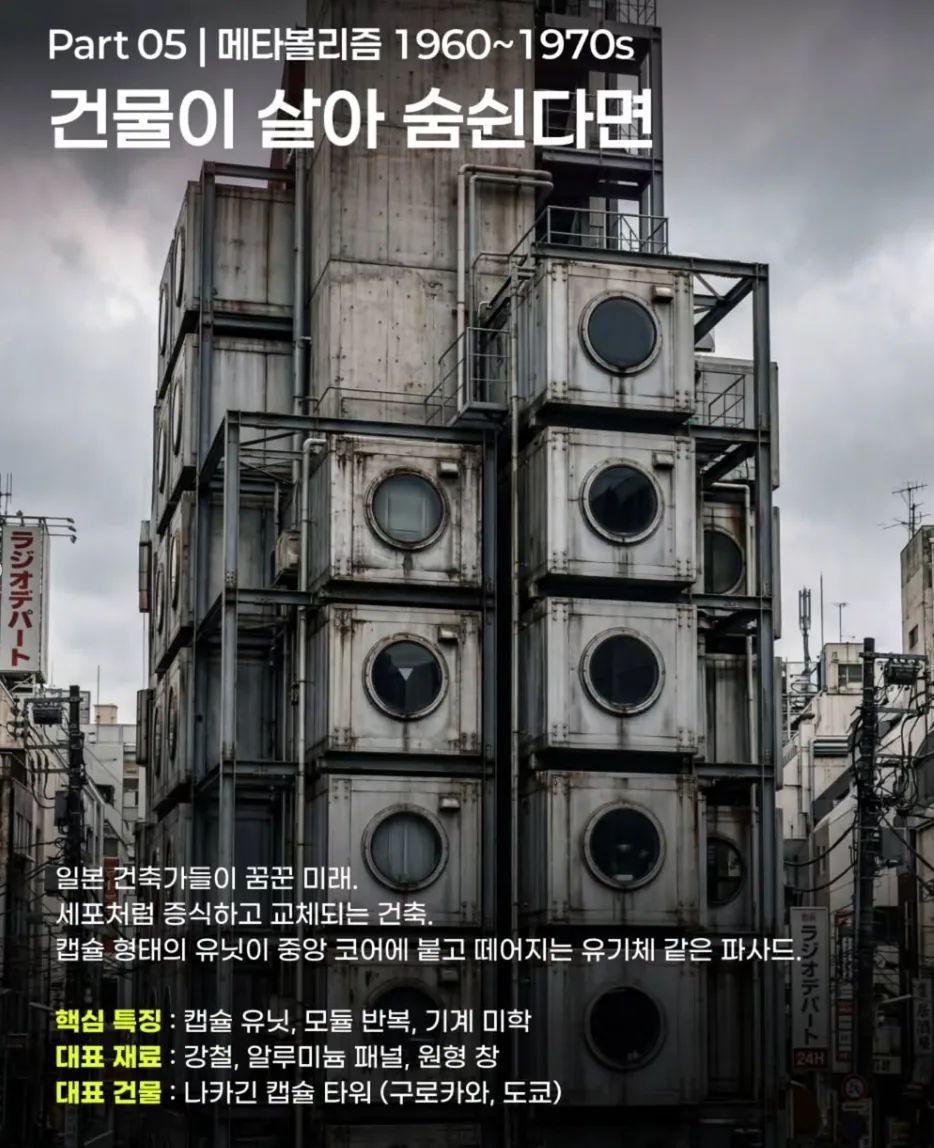 Part 05 | 메타볼리즘 1960~1970s
건물이 살아 숨쉰다면
ラジオデパート
일본 건축가들이 꿈꾼 미래.
세포처럼 증식하고 교체되는 건축.
캡슐 형태의 유닛이 중앙 코어에 붙고 떼어지는 유기체 같은 파사드.
ラジオデパート
24H
핵심 특징 : 캡슐 유닛, 모듈 반복, 기계 미학
대표 재료 : 강철, 알루미늄 패널, 원형 창
대표 건물 : 나카긴 캡슐 타워 (구로카와, 도쿄)